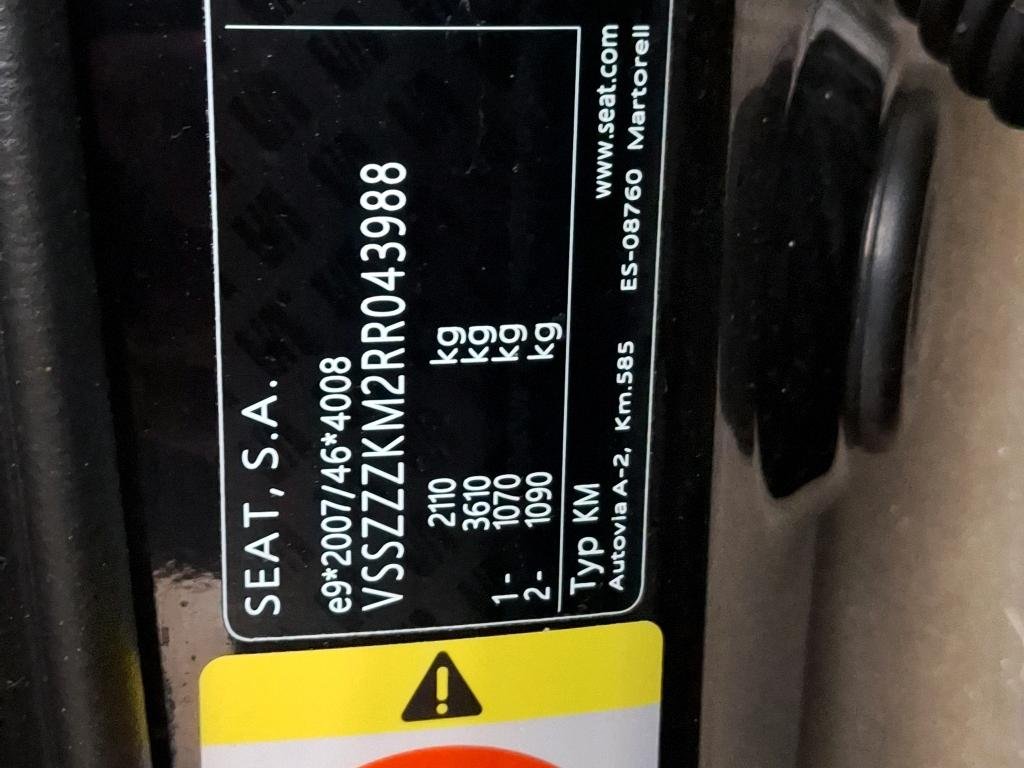 SEAT, S.A.
e9*2007/46*4008
VSSZZZKM2RR043988
2110 kg
3610 kg
1- 1070 kg
2- 1090 kg
Typ KM www.seat.com
Autovia A-2, Km.585 ES-08760 Martorell